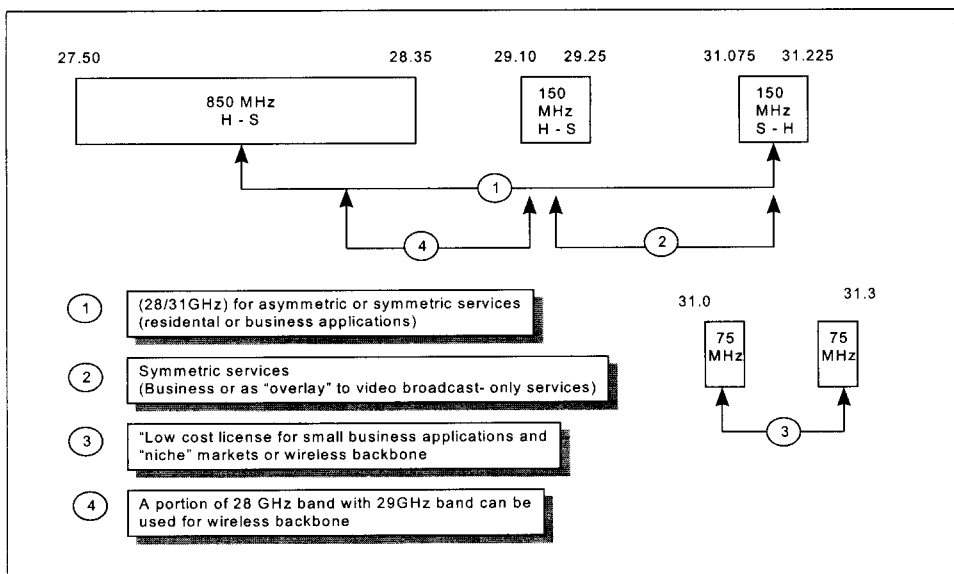 27.50 28.35 29.10 29.25 31.075 31.225
850 MHz
H - S
150
MHz
H - S
150
MHz
S - H
1
4
2
1
(28/31GHz) for asymmetric or symmetric services
(residental or business applications)
2
Symmetric services
(Business or as "overlay" to video broadcast- only services)
3
"Low cost license for small business applications and
"niche" markets or wireless backbone
4
A portion of 28 GHz band with 29GHz band can be
used for wireless backbone
31.0 31.3
75
MHz
75
MHz
3